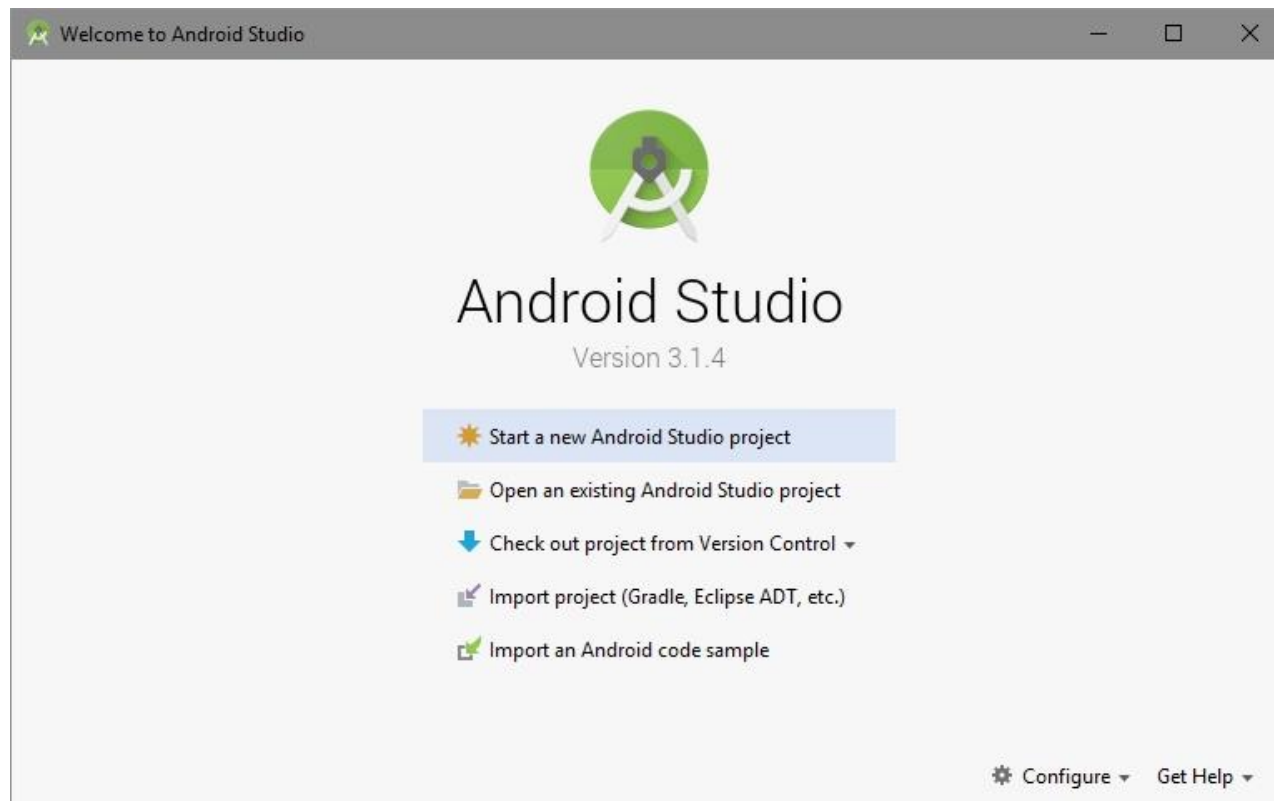 Welcome to Android Studio
Android Studio
Version 3.1.4
Start a new Android Studio project
Open an existing Android Studio project
Check out project from Version Control
Import project (Gradle, Eclipse ADT, etc.)
Import an Android code sample
Configure Get Help